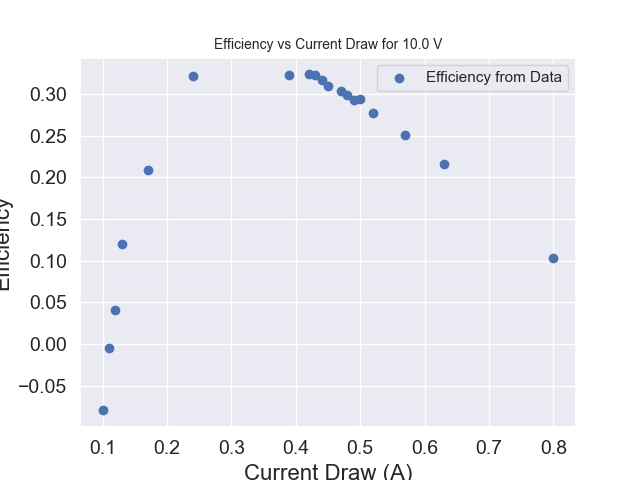 Efficiency vs Current Draw for 10.0 V
Efficiency from Data
0.30
0.25
0.20
0.15
0.10
0.05
0.00
−0.05
Efficiency
0.1 0.2 0.3 0.4 0.5 0.6 0.7 0.8
Current Draw (A)